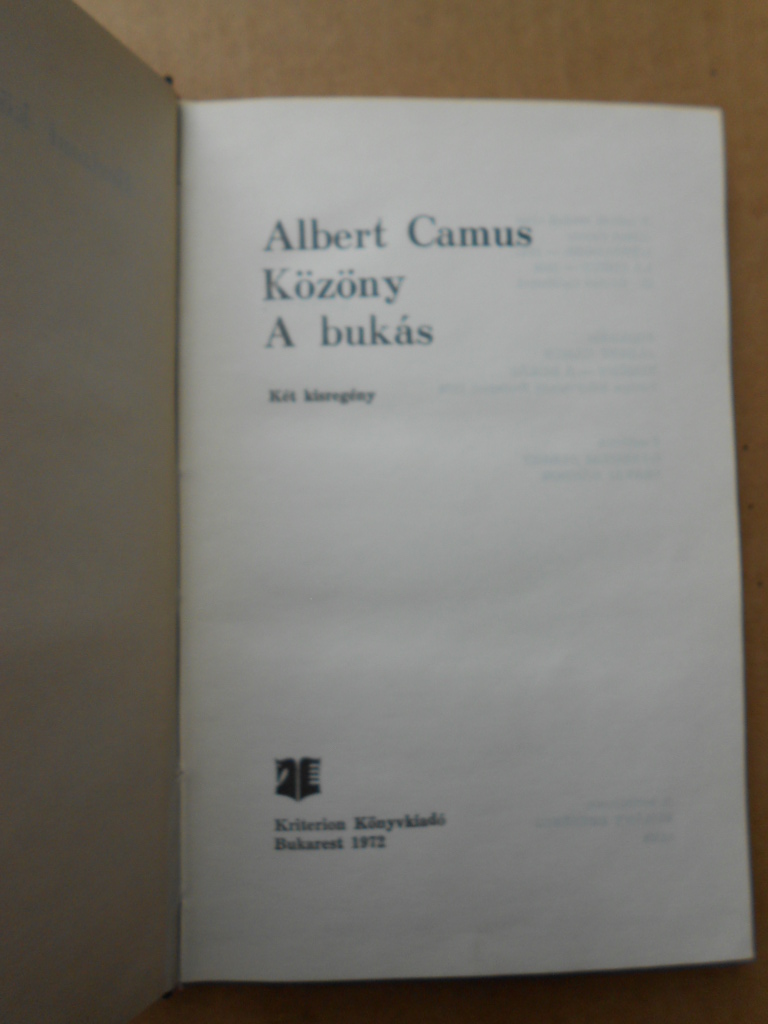 Albert Camus
Közöny
A bukás
Két kisregény
Kriterion Könyvkiadó
Bukarest 1972